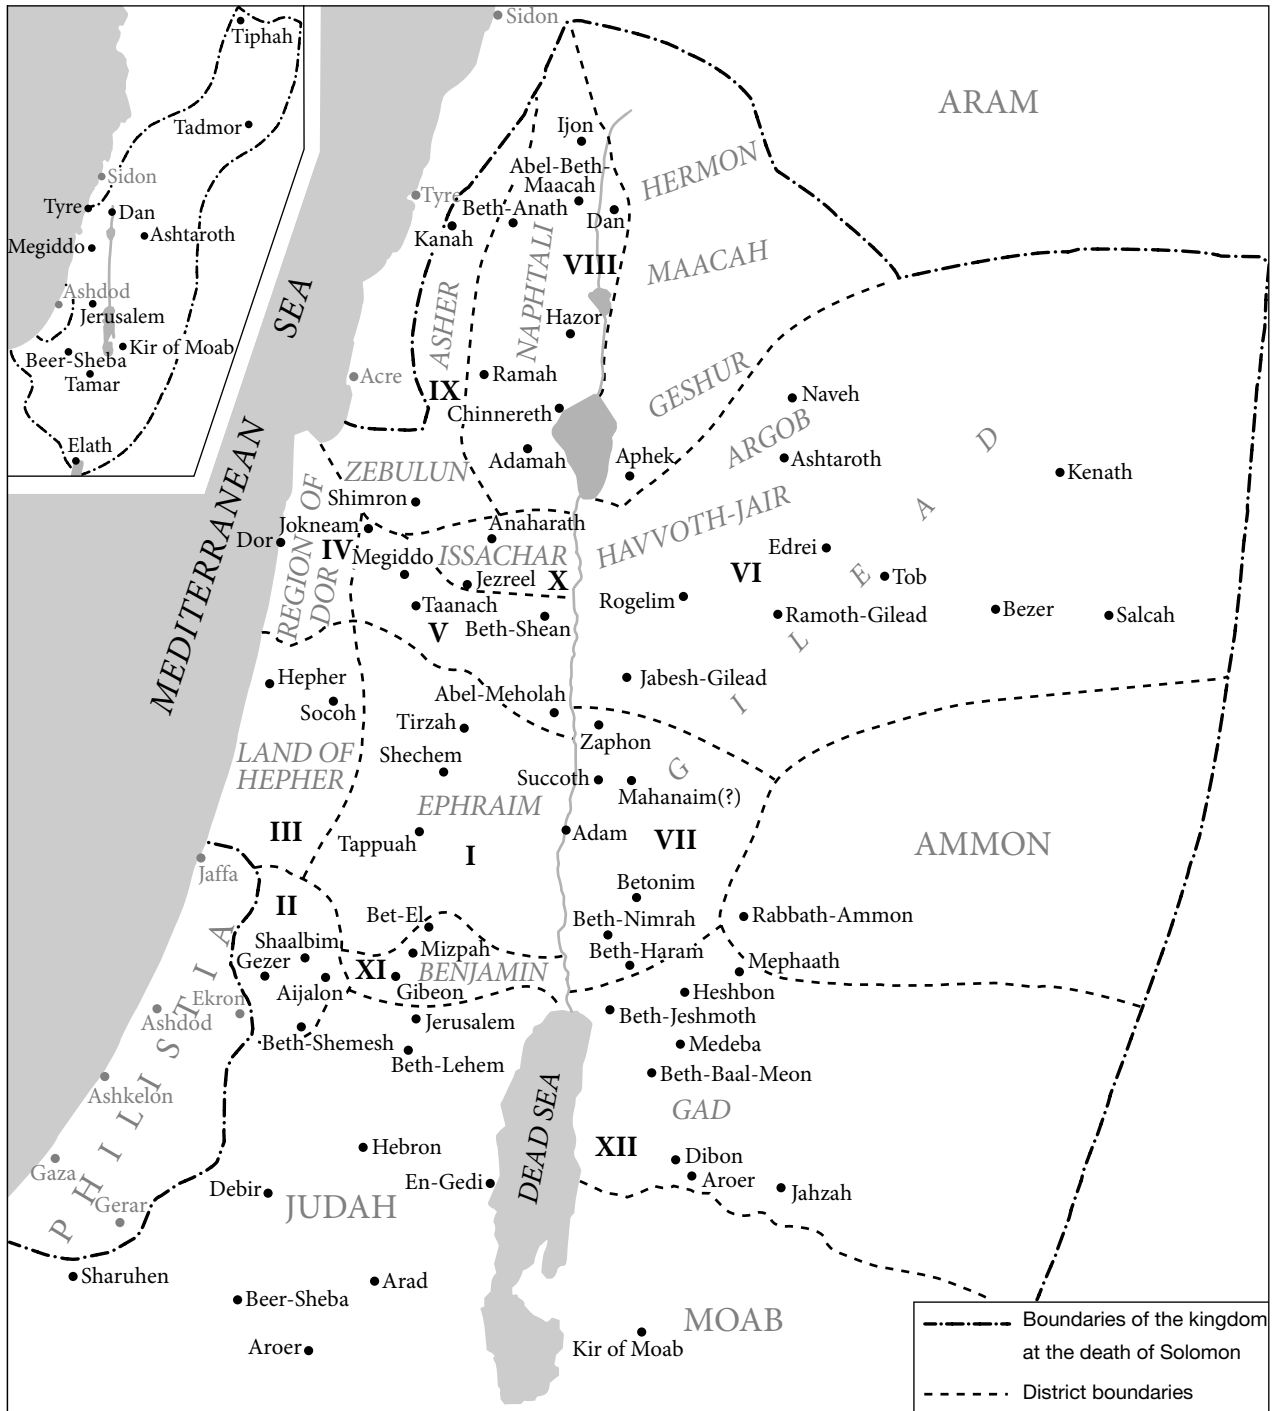 Tiphah
Tadmor
Sidon
Tyre
Dan
Ashtaroth
Megiddo
Ashdod
Jerusalem
Kir of Moab
Beer-Sheba
Tamar
Elath
Sidon
ARAM
Ijon
Abel-Beth-
Maacah
HERMON
Tyre
Beth-Anath
Dan
Kanah
VIII
MAACAH
NAPHTALI
ASHER
SEA
Hazor
Acre
Ramah
IX
GESHUR
Naveh
Chinnereth
ARGOB
MEDITERRANEAN
Adamah
Aphek
Ashtaroth
Kenath
ZEBULUN
Shimron
HAVVOTH-JAIR
REGION OF
DOR
Jokneam
Anaharath
Dor
IV
Megiddo
ISSACHAR
Edrei
Jezreel
X
VI
Tob
Taanach
Rogelim
Ramoth-Gilead
Bezer
Salcah
V
Beth-Shean
GILEAD
Hepher
Jabesh-Gilead
Socoh
Abel-Meholah
Tirzah
Zaphon
Shechem
LAND OF
HEPHER
Succoth
Mahanaim(?)
EPHRAIM
III
Tappuah
Adam
VII
AMMON
I
Jaffa
Betonim
II
Bet-El
Beth-Nimrah
Rabbath-Ammon
Shaalbim
Mizpah
Beth-Haram
Gezer
XI
BENJAMIN
Mephaath
Aijalon
Gibeon
Heshbon
Ekron
Ashdod
Jerusalem
Beth-Jeshmoth
Beth-Shemesh
Medeba
Beth-Lehem
Beth-Baal-Meon
Ashkelon
PHILISTIA
DEAD SEA
GAD
Hebron
XII
Dibon
Gaza
En-Gedi
Aroer
Debir
Jahzah
Gerar
JUDAH
Sharuhen
Arad
Beer-Sheba
MOAB
Aroer
Kir of Moab
Boundaries of the kingdom
at the death of Solomon
District boundaries